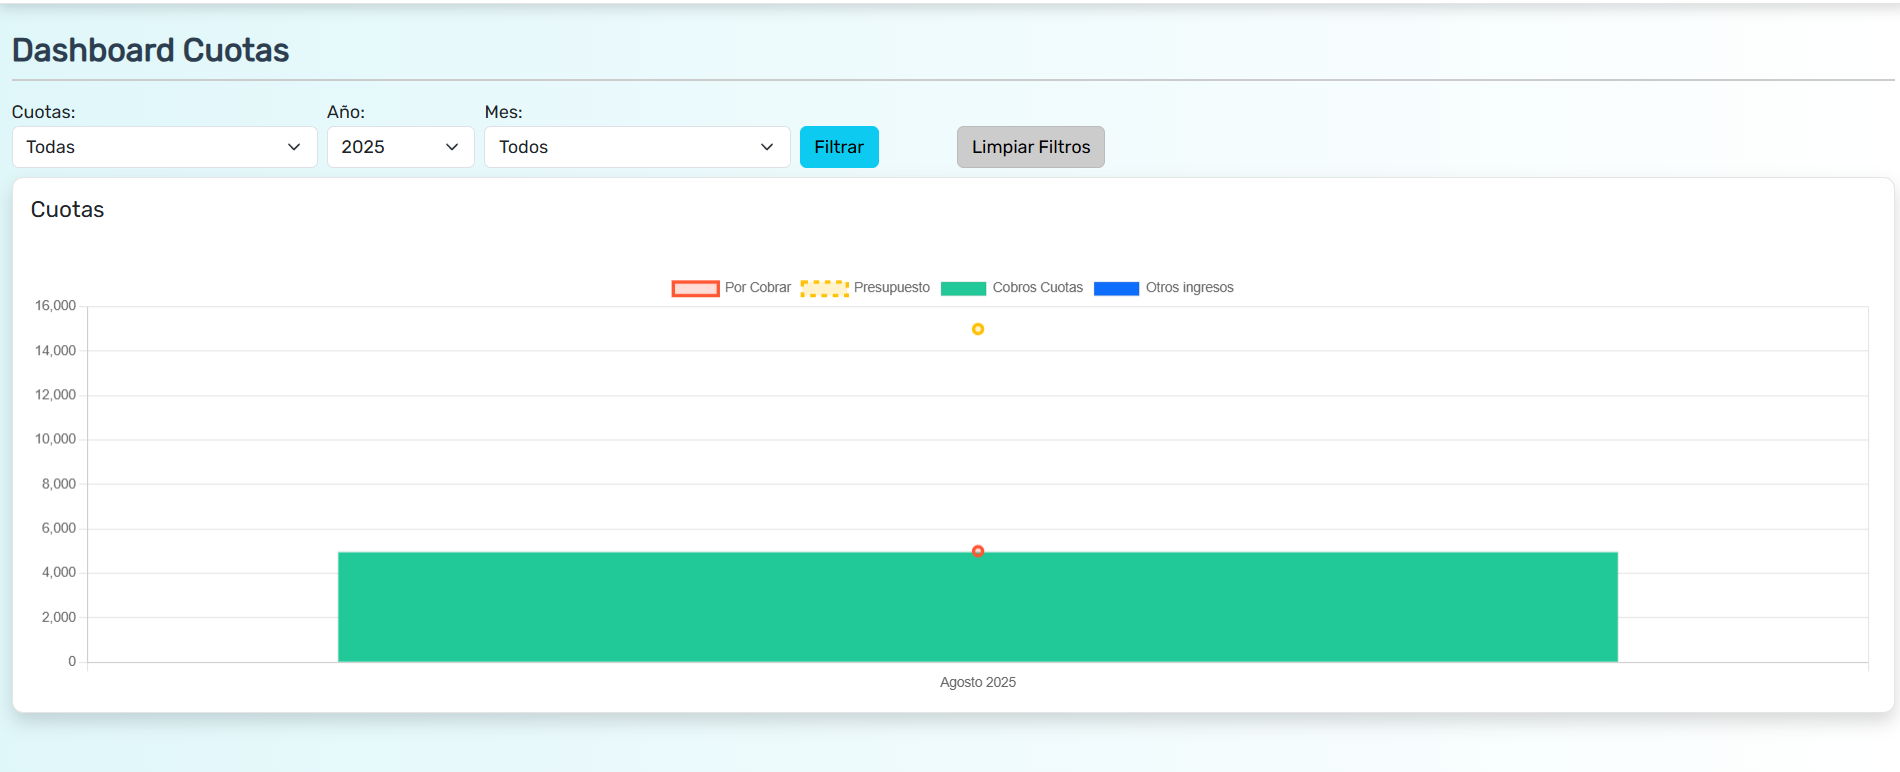 Dashboard Cuotas
Cuotas: Año: Mes:
Todas 2025 Todos Filtrar Limpiar Filtros
Cuotas
Por Cobrar Presupuesto Cobros Cuotas Otros ingresos
16,000
14,000
12,000
10,000
8,000
6,000
4,000
2,000
0
Agosto 2025